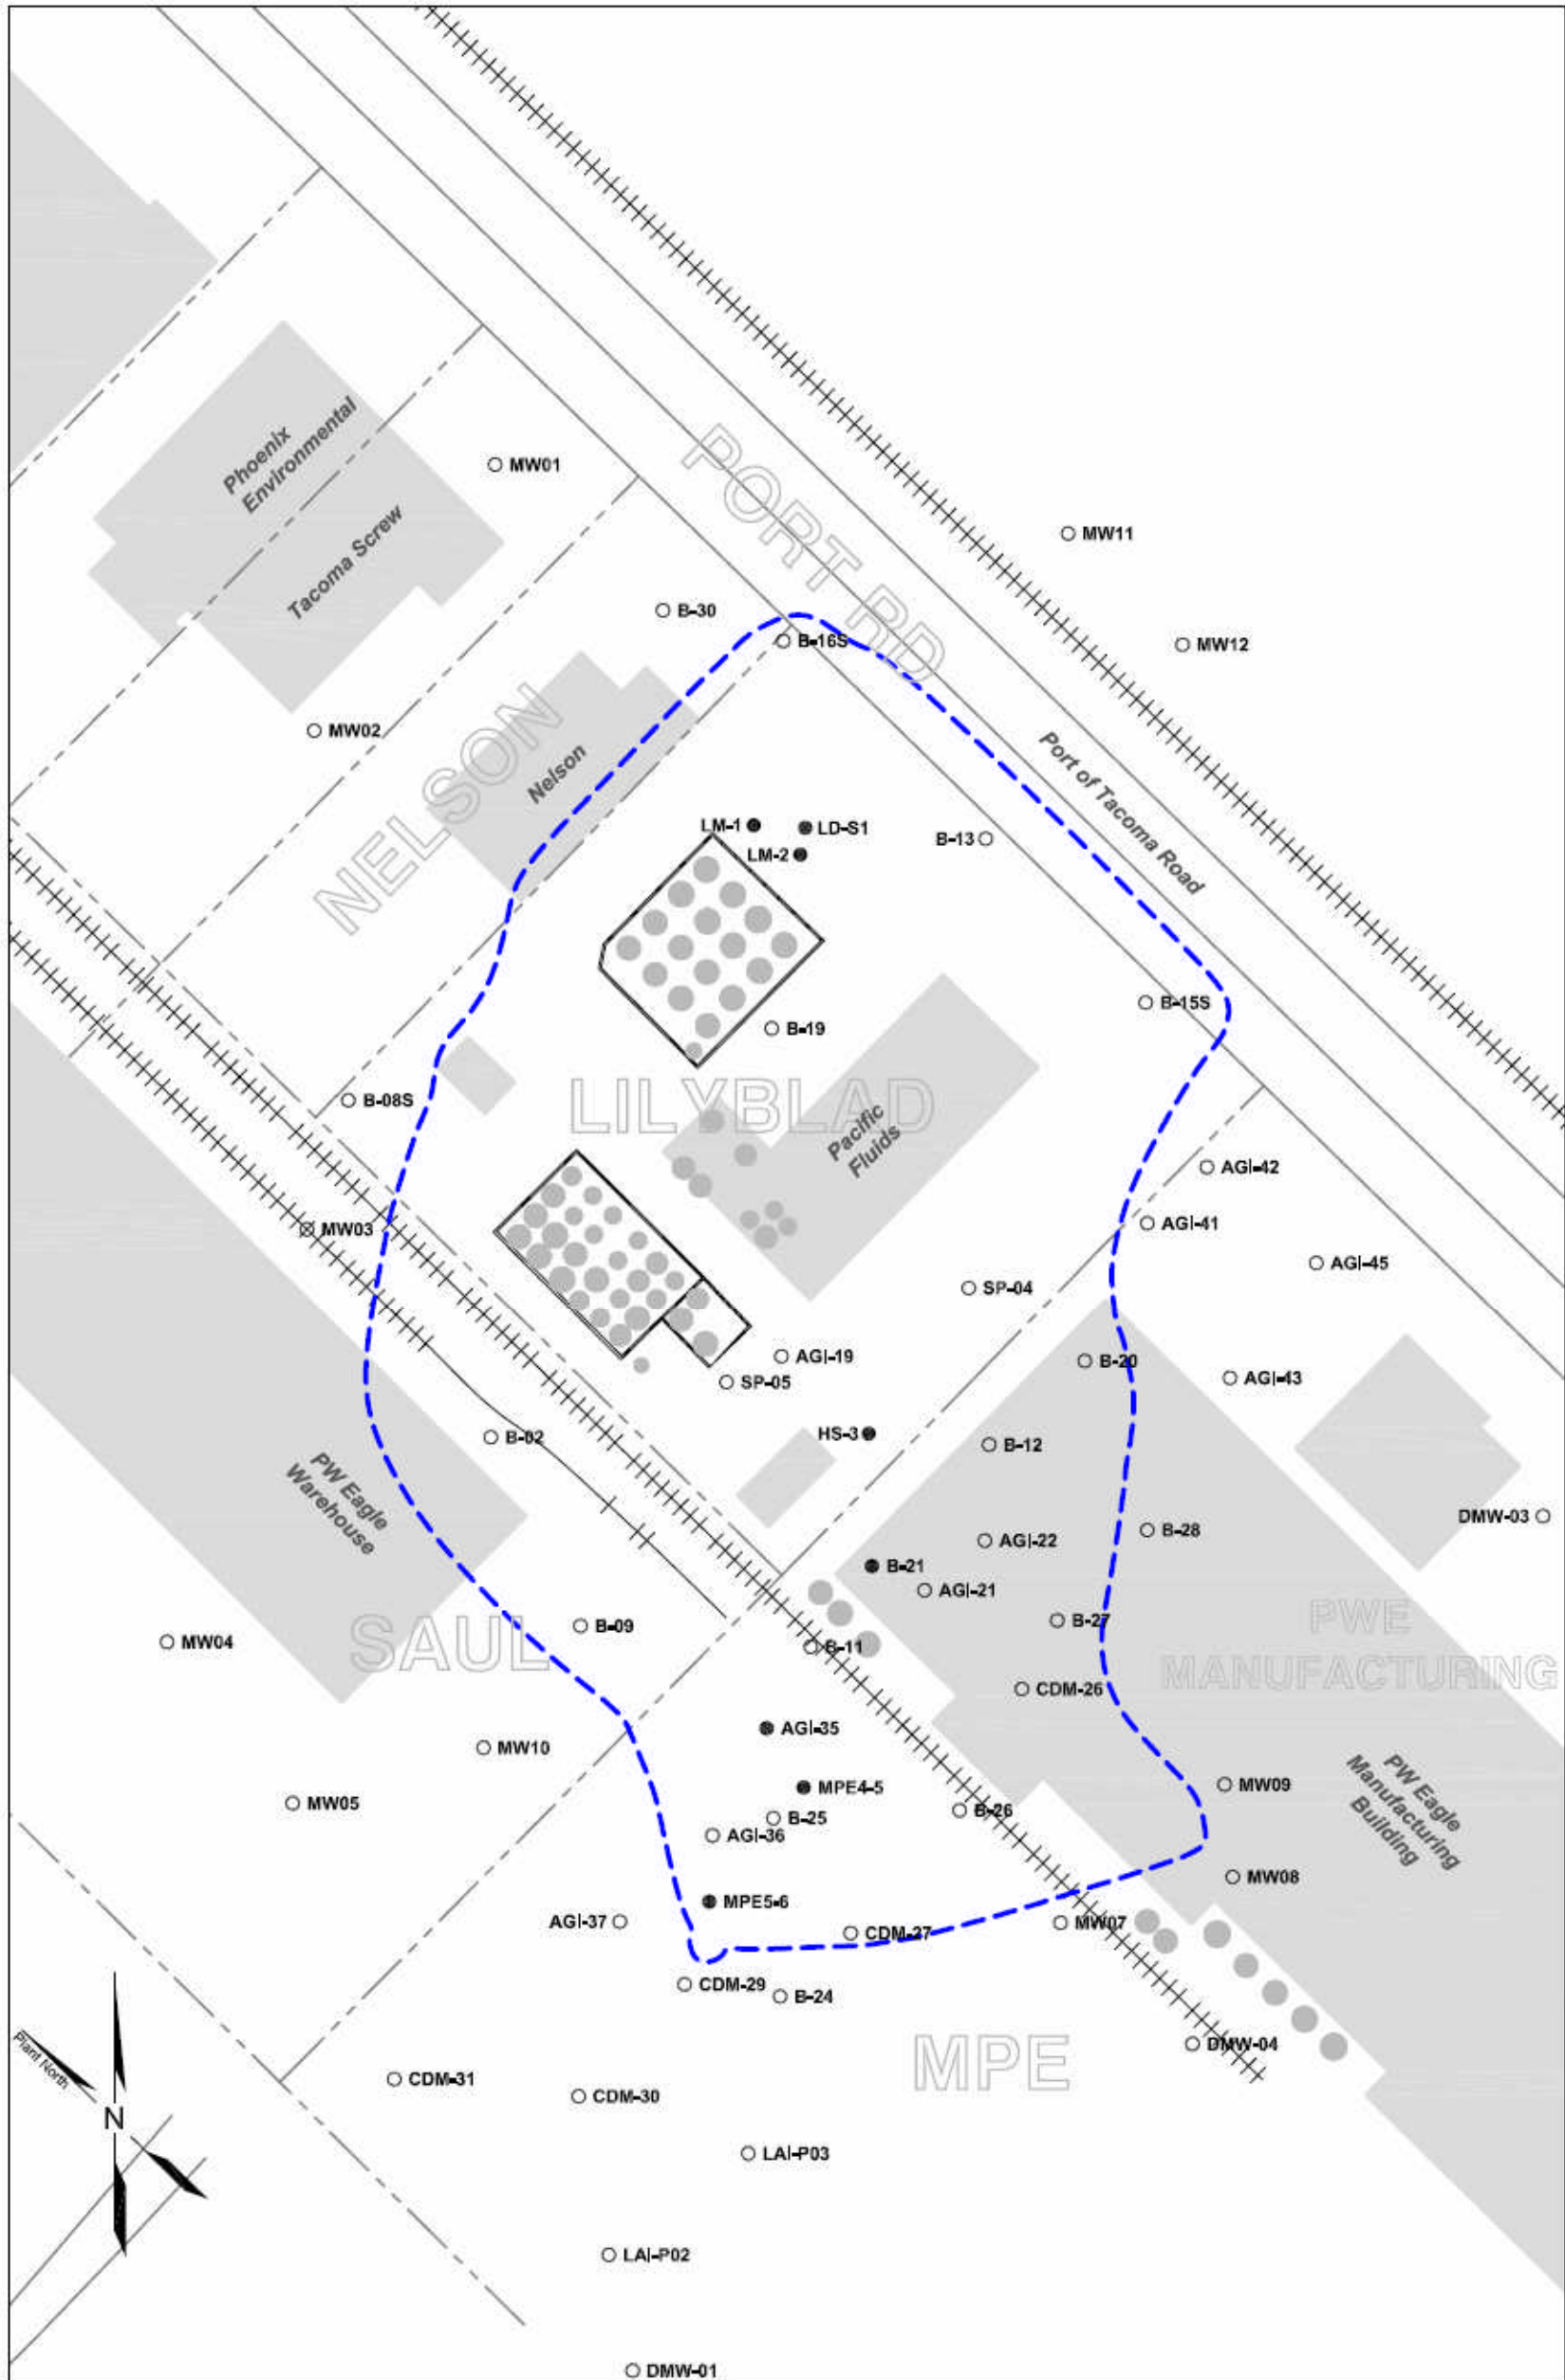 Phoenix
Environmental
MW01
Tacoma Screw
PORT RD
MW11
B-30
B-16S
MW12
MW02
NELSON
Nelson
Port of Tacoma Road
LM-1
LD-S1
LM-2
B-13
B-15S
B-19
B-08S
LILYBLAD
Pacific
Fluids
AGI-42
MW03
AGI-41
AGI-45
SP-04
AGI-19
B-20
SP-05
AGI-43
HS-3
B-02
B-12
PW Eagle
Warehouse
DMW-03
B-28
AGI-22
B-21
AGI-21
B-09
B-27
PWE
MANUFACTURING
MW04
SAUL
B-11
CDM-26
AGI-35
MW10
MW09
PW Eagle
Manufacturing
Building
MPE4-5
MW05
B-25
B-26
AGI-36
MW08
MPE5-6
AGI-37
MW07
CDM-27
CDM-29
B-24
DMW-04
MPE
Plant North
CDM-31
CDM-30
N
LAI-P03
LAI-P02
DMW-01